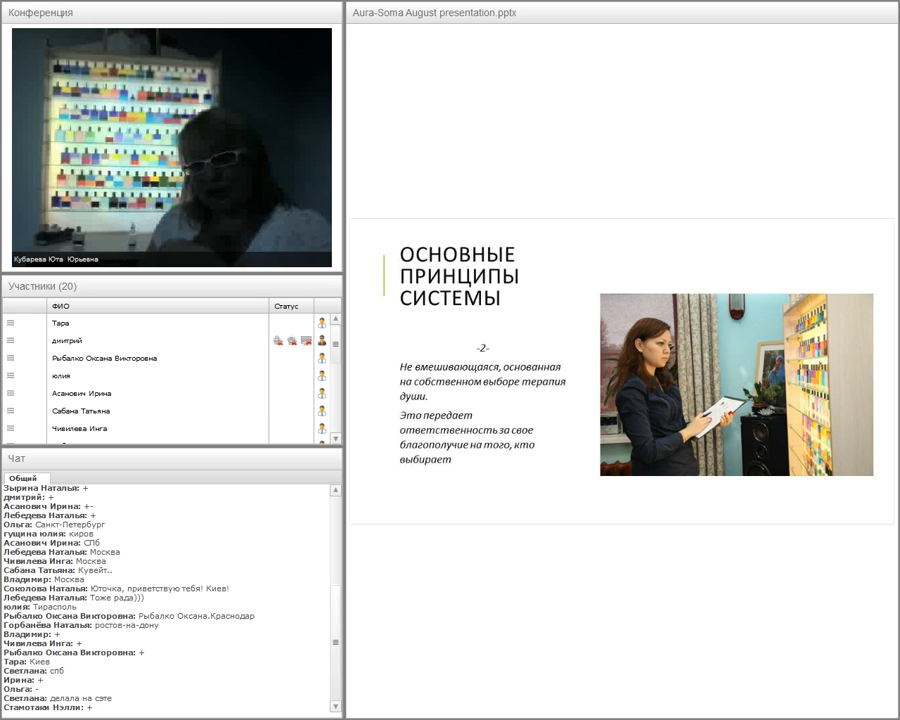 Конференция
Кубарева Юта Юрьевна
Участники (20)
ФИО
Статус
Тара
дмитрий
Рыбалко Оксана Викторовна
юлия
Асанович Ирина
Сабана Татьяна
Чивилева Инга
Чат
Общий
Зырина Наталья: +
дмитрий: +
Асанович Ирина: +-
Лебедева Наталья: +
Ольга: Санкт-Петербург
гущина юлия: киров
Асанович Ирина: СПб
Лебедева Наталья: Москва
Чивилева Инга: Москва
Сабана Татьяна: Кувейт..
Владимир: Москва
Соколова Наталья: Юточка, приветствую тебя! Киев!
Лебедева Наталья: Тоже рада)))
юлия: Тирасполь
Рыбалко Оксана Викторовна: Рыбалко Оксана.Краснодар
Горбанёва Наталья: ростов-на-дону
Владимир: +
Чивилева Инга: +
Рыбалко Оксана Викторовна: +
Тара: Киев
Светлана: спб
Ирина: +
Ольга: -
Светлана: делала на сэте
Стамотаки Нэлли: +
Aura-Soma August presentation.pptx
ОСНОВНЫЕ
ПРИНЦИПЫ
СИСТЕМЫ
-2-
Не вмешивающаяся, основанная
на собственном выборе терапия
души.
Это передает
ответственность за свое
благополучие на того, кто
выбирает